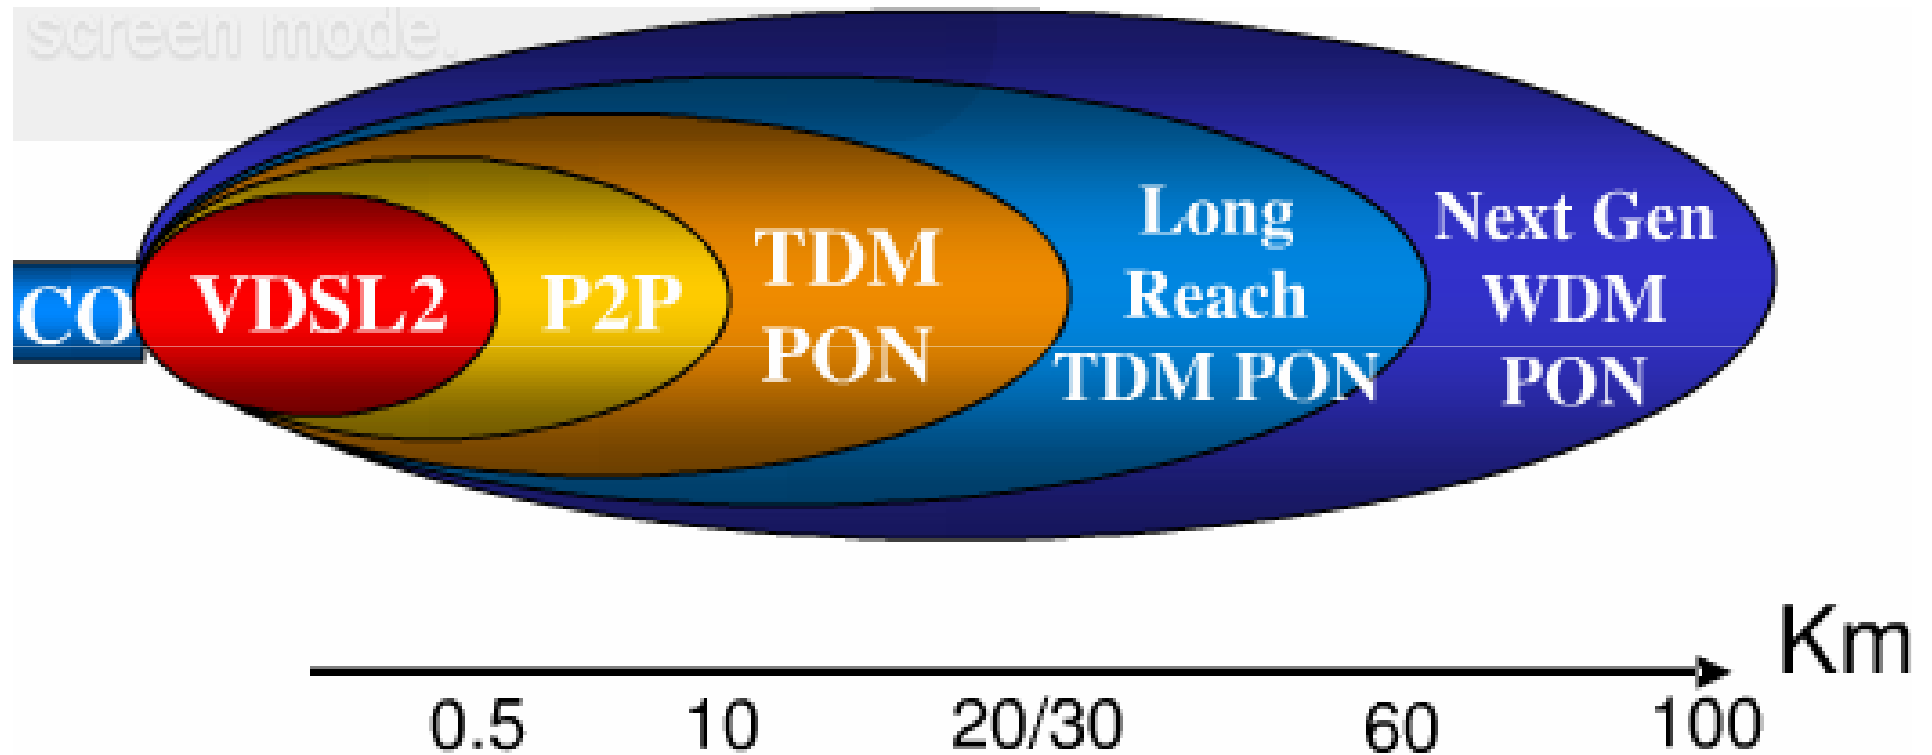 screen mode.
CO
VDSL2
P2P
TDM
PON
Long
Reach
TDM PON
Next Gen
WDM
PON
Km
0.5 10 20/30 60 100